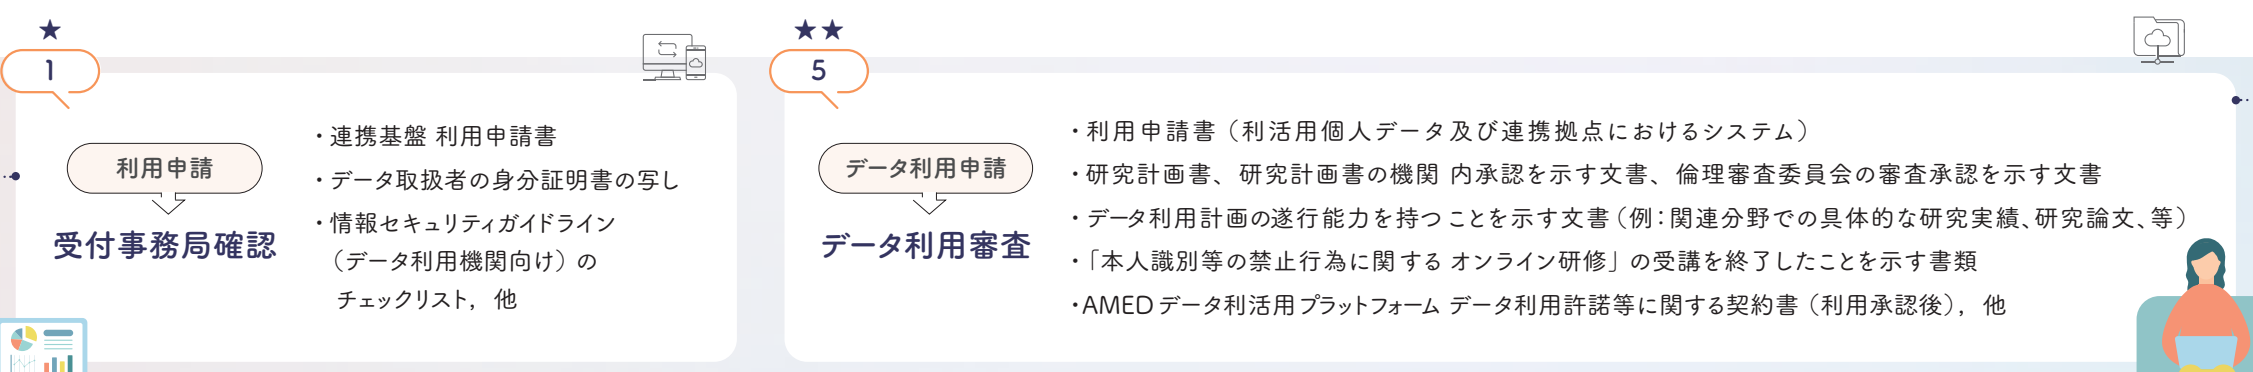 ★
1
利用申請
受付事務局確認
・連携基盤 利用申請書
・データ取扱者の身分証明書の写し
・情報セキュリティガイドライン
（データ利用機関向け）の
チェックリスト，他
★★
5
データ利用申請
データ利用審査
・利用申請書（利活用個人データ及び連携拠点におけるシステム）
・研究計画書、研究計画書の機関 内承認を示す文書、倫理審査委員会の審査承認を示す文書
・データ利用計画の遂行能力を持つ ことを示す文書（例：関連分野での具体的な研究実績、研究論文、等）
・「本人識別等の禁止行為に関する オンライン研修」の受講を終了したことを示す書類
・AMED データ利活用プラットフォーム データ利用許諾等に関する契約書（利用承認後），他